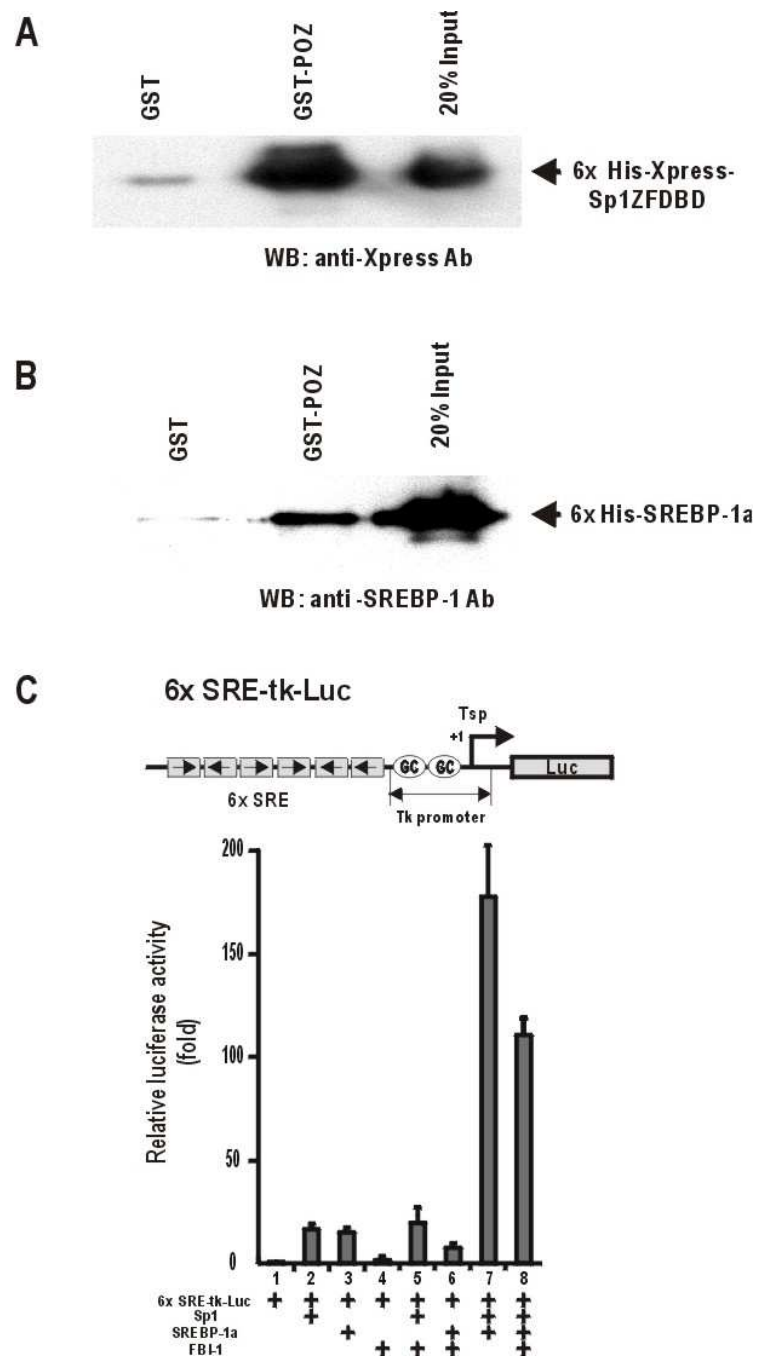 A
GST
GST-POZ
20% Input
6x His-Xpress-
Sp1ZFDBD
WB: anti-Xpress Ab
B
GST
GST-POZ
20% Input
6x His-SREBP-1a
WB: anti -SREBP-1 Ab
C
6x SRE-tk-Luc
Tsp
+1
GC GC
Luc
6x SRE
Tk promoter
Relative luciferase activity
(fold)
200
150
100
50
0
1 2 3 4 5 6 7 8
6x SRE-tk-Luc + + + + + + + +
Sp1 + + + +
SREBP-1a + + + +
FBI-1 + + + +